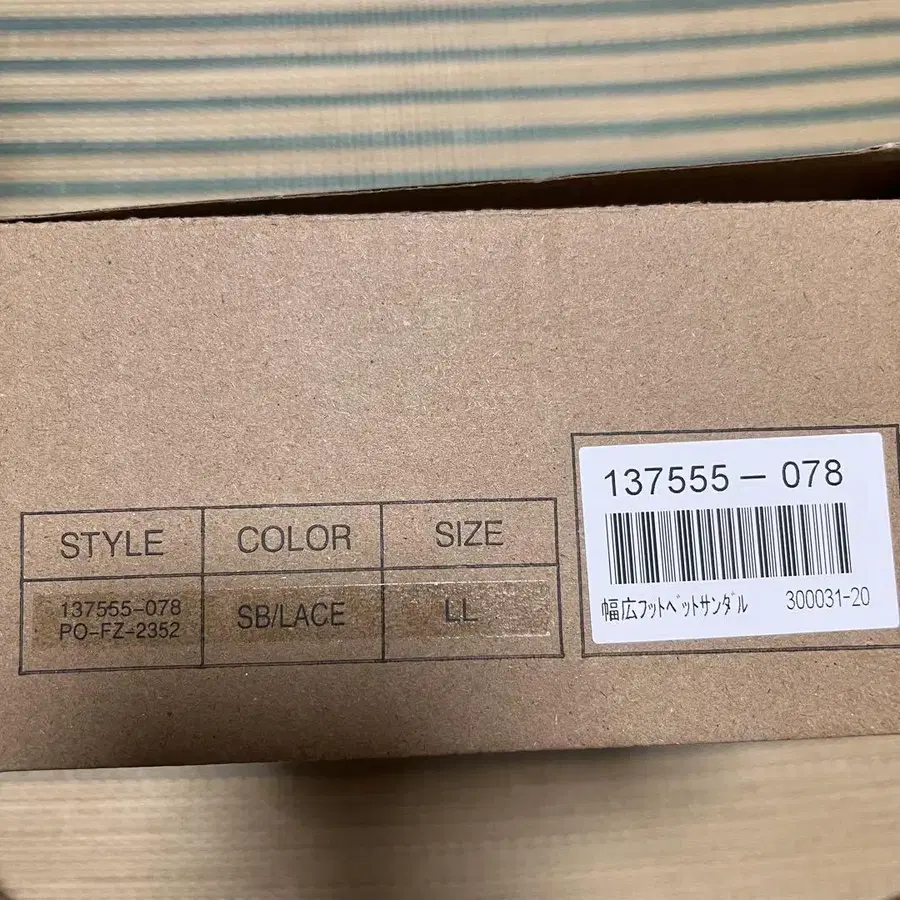 STYLE COLOR SIZE
137555-078
PO-FZ-2352
SB/LACE LL
137555-078
幅広フットベットサンダル 300031-20